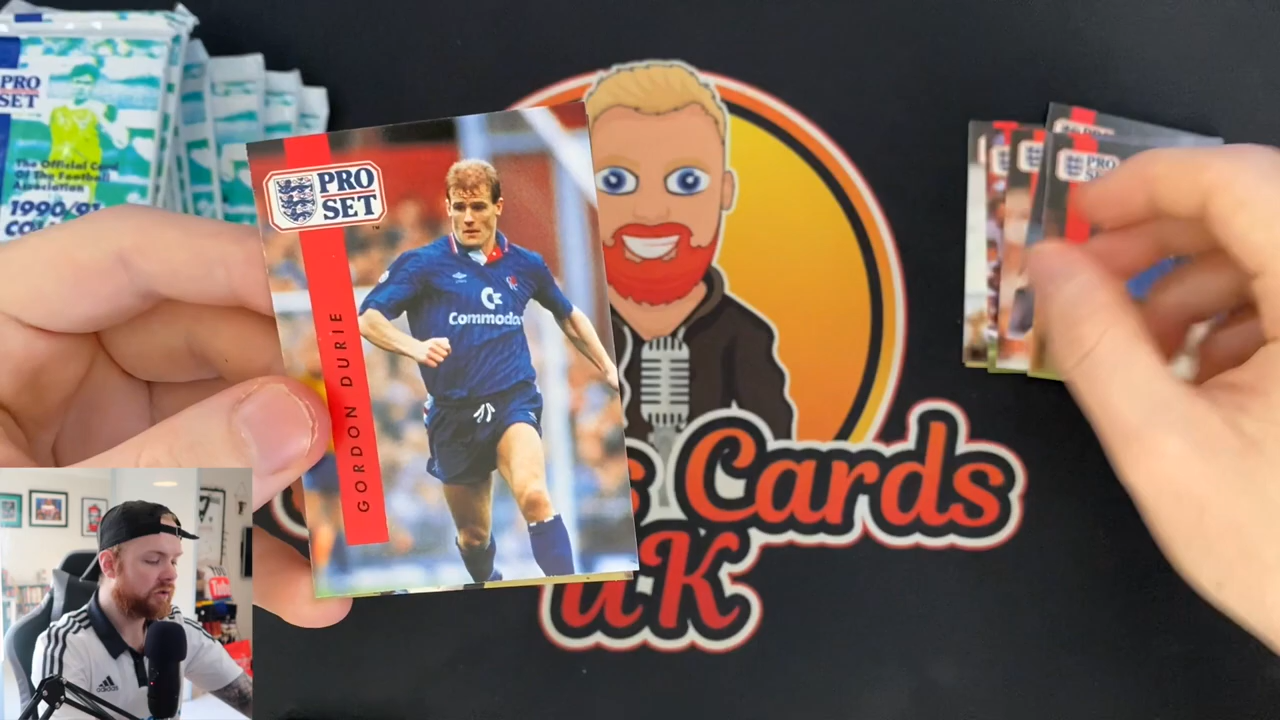 PRO
SET
The Official Card
Of The Football
Association
1990/91
PRO
SET
™
GORDON DURIE
Commodore
PRO
s Cards
UK